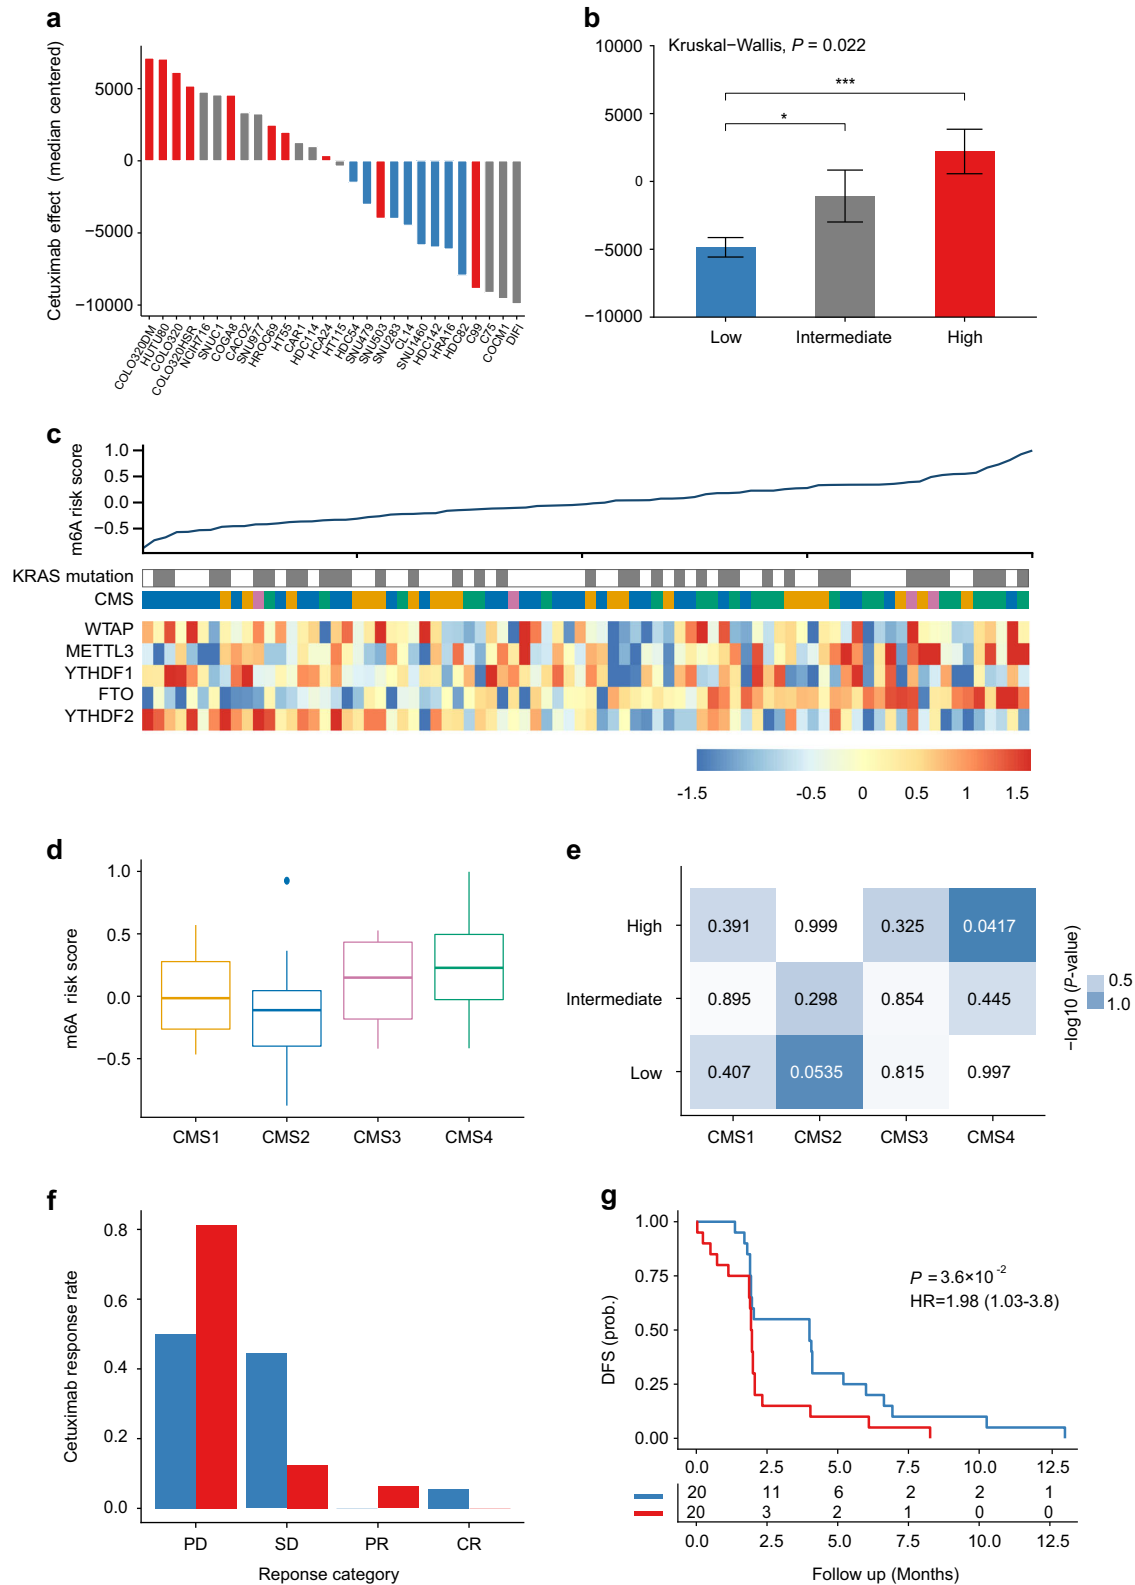 a
Cetuximab effect (median centered)
5000
0
−5000
−10000
COLO320DM
HUTU80
COLO320
COLO320HSR
NCIH716
SNUC1
COGA8
CACO2
SNU977
HROC69
HT55
CAR1
HDC114
HCA24
HT115
HDC54
SNU479
SNU503
SNU283
CL14
SNU1460
HDC142
HRA16
HDC82
C99
C75
COCM1
DIFI
b
10000
5000
0
−5000
−10000
Kruskal−Wallis, P = 0.022
***
*
Low Intermediate High
c
m6A risk score
1.0
0.5
0.0
−0.5
KRAS mutation
CMS
WTAP
METTL3
YTHDF1
FTO
YTHDF2
-1.5 -0.5 0 0.5 1 1.5
d
m6A risk score
1.0
0.5
0.0
−0.5
CMS1 CMS2 CMS3 CMS4
e
High 0.391 0.999 0.325 0.0417
Intermediate 0.895 0.298 0.854 0.445
Low 0.407 0.0535 0.815 0.997
CMS1 CMS2 CMS3 CMS4
−log10 (P-value)
0.5
1.0
f
Cetuximab response rate
0.8
0.6
0.4
0.2
0.0
PD SD PR CR
Reponse category
g
DFS (prob.)
1.00
0.75
0.50
0.25
0.00
P = 3.6×10-2
HR=1.98 (1.03-3.8)
0.0 2.5 5.0 7.5 10.0 12.5
20 11 6 2 2 1
20 3 2 1 0 0
0.0 2.5 5.0 7.5 10.0 12.5
Follow up (Months)